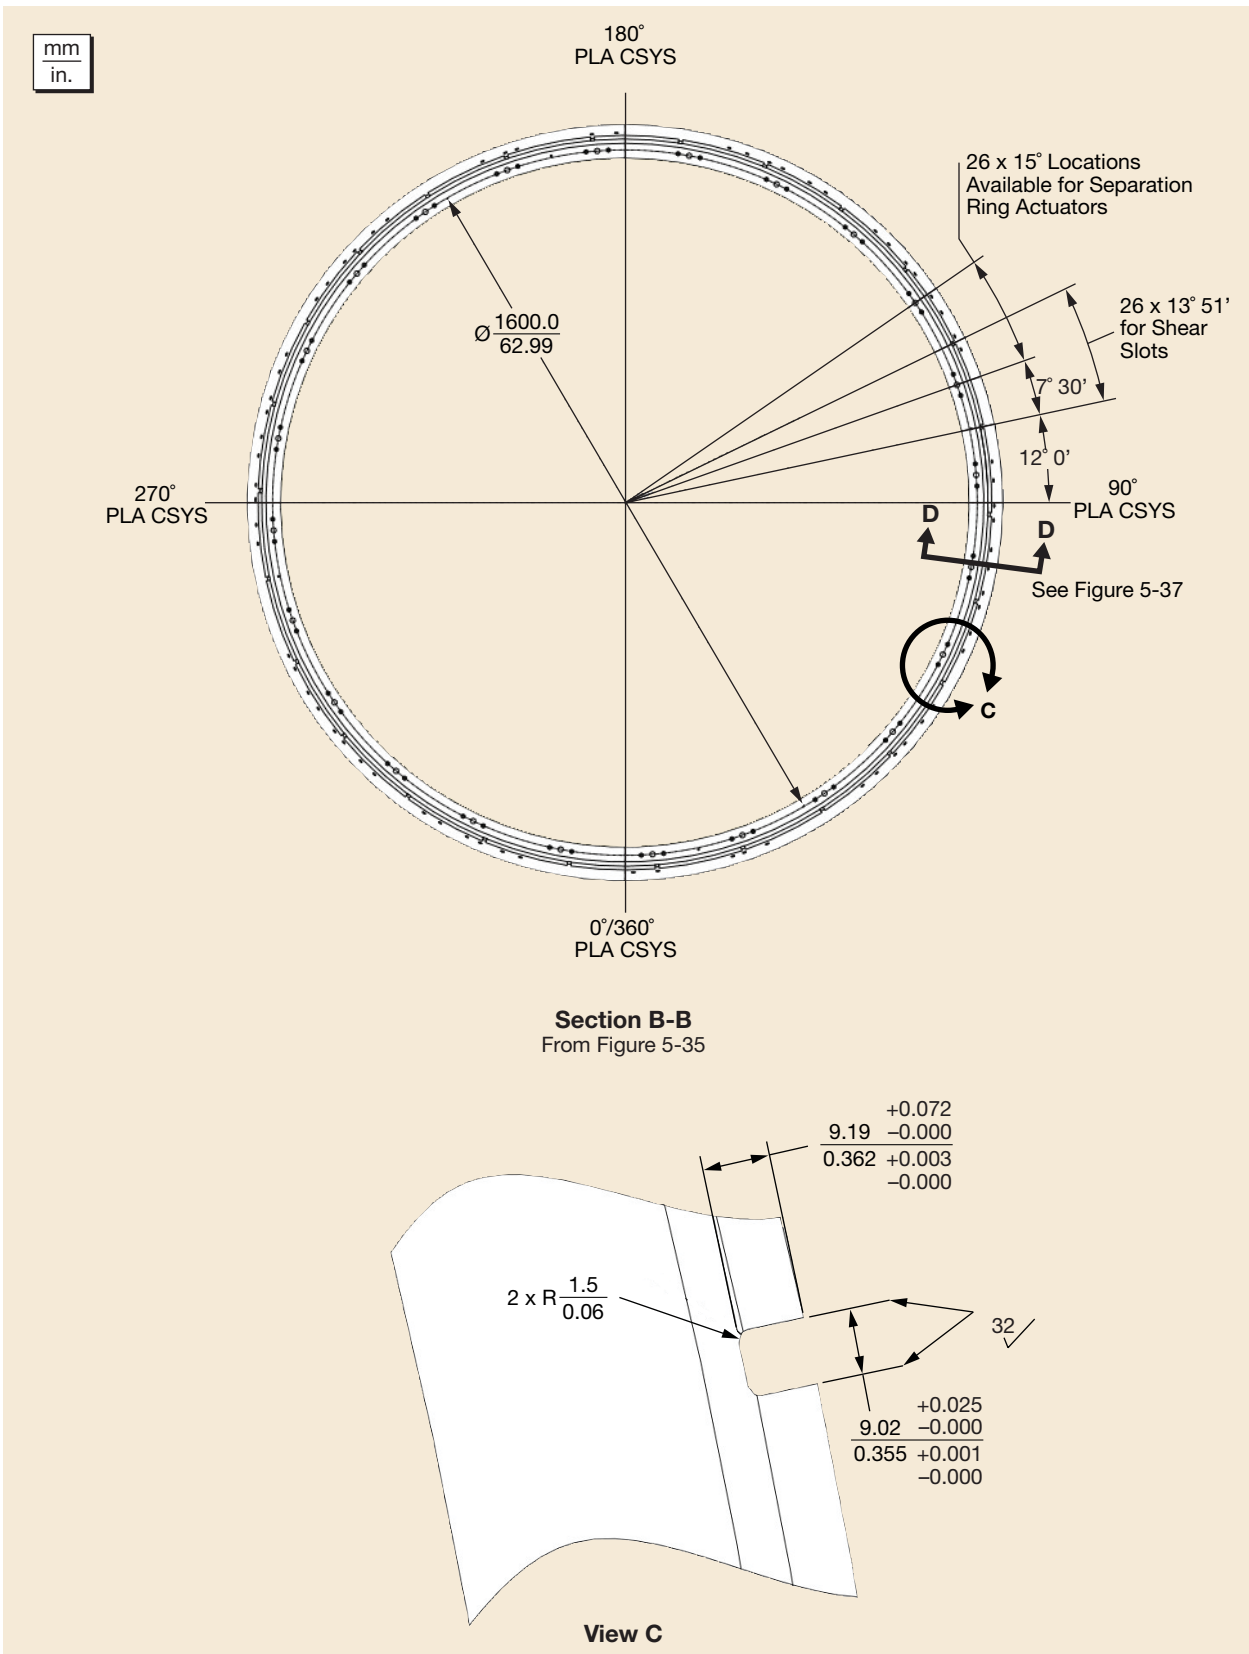 mm
in.
180°
PLA CSYS
26 x 15° Locations
Available for Separation
Ring Actuators
26 x 13° 51’
for Shear
Slots
Ø 1600.0
62.99
7° 30’
12° 0’
270°
PLA CSYS
90°
PLA CSYS
D
D
See Figure 5-37
C
0°/360°
PLA CSYS
Section B-B
From Figure 5-35
+0.072
9.19 –0.000
0.362 +0.003
–0.000
2 x R 1.5
0.06
32
+0.025
9.02 –0.000
0.355 +0.001
–0.000
View C